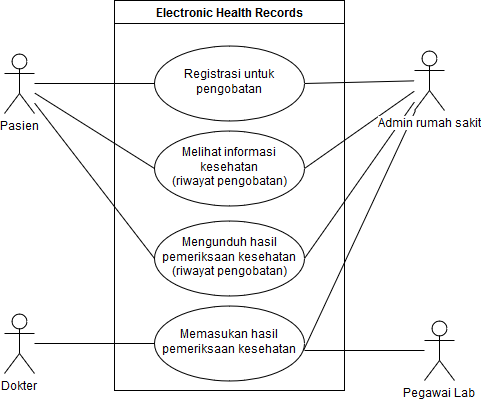 Electronic Health Records
Registrasi untuk
pengobatan
Pasien
Admin rumah sakit
Melihat informasi
kesehatan
(riwayat pengobatan)
Mengunduh hasil
pemeriksaan kesehatan
(riwayat pengobatan)
Memasukan hasil
pemeriksaan kesehatan
Dokter
Pegawai Lab